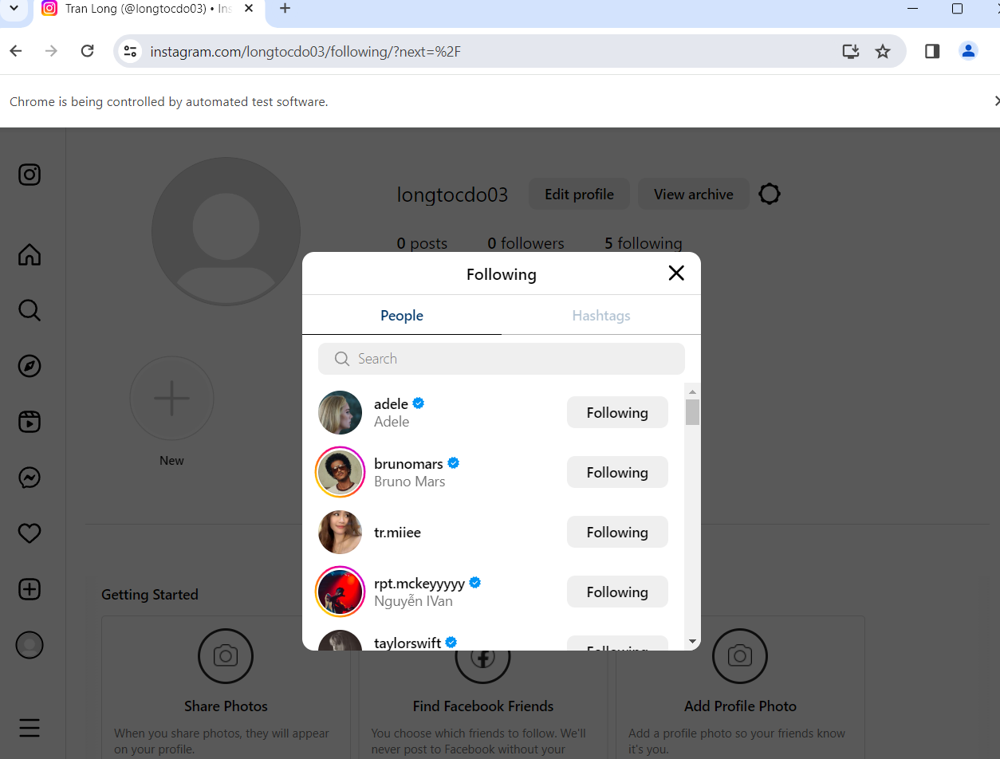 Tran Long (@longtocdo03) • Ins
instagram.com/longtocdo03/following/?next=%2F
Chrome is being controlled by automated test software.
longtocdo03 Edit profile View archive
0 posts 0 followers 5 following
Following
People Hashtags
Search
adele Following
Adele
brunomars Following
Bruno Mars
New
tr.miiee Following
rpt.mckeyyyyy Following
Nguyễn IVan
Getting Started
taylorswift Following
Share Photos Find Facebook Friends Add Profile Photo
When you share photos, they will appear
on your profile.
You choose which friends to follow. We'll
never post to Facebook without your
Add a profile photo so your friends know
it's you.